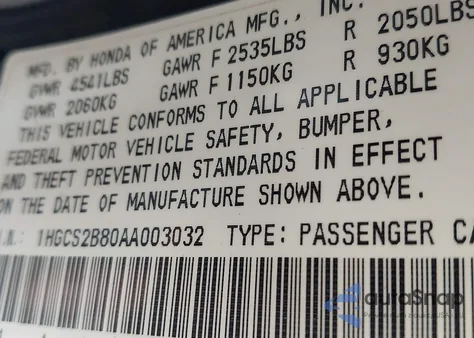 MFD. BY HONDA OF AMERICA MFG., INC.
GVWR 4541LBS GAWR F 2535LBS R 2050LBS
GVWR 2060KG GAWR F 1150KG R 930KG
THIS VEHICLE CONFORMS TO ALL APPLICABLE
FEDERAL MOTOR VEHICLE SAFETY, BUMPER,
AND THEFT PREVENTION STANDARDS IN EFFECT
ON THE DATE OF MANUFACTURE SHOWN ABOVE.
.N.: 1HGCS2B80AA003032 TYPE: PASSENGER CA
autoSnap